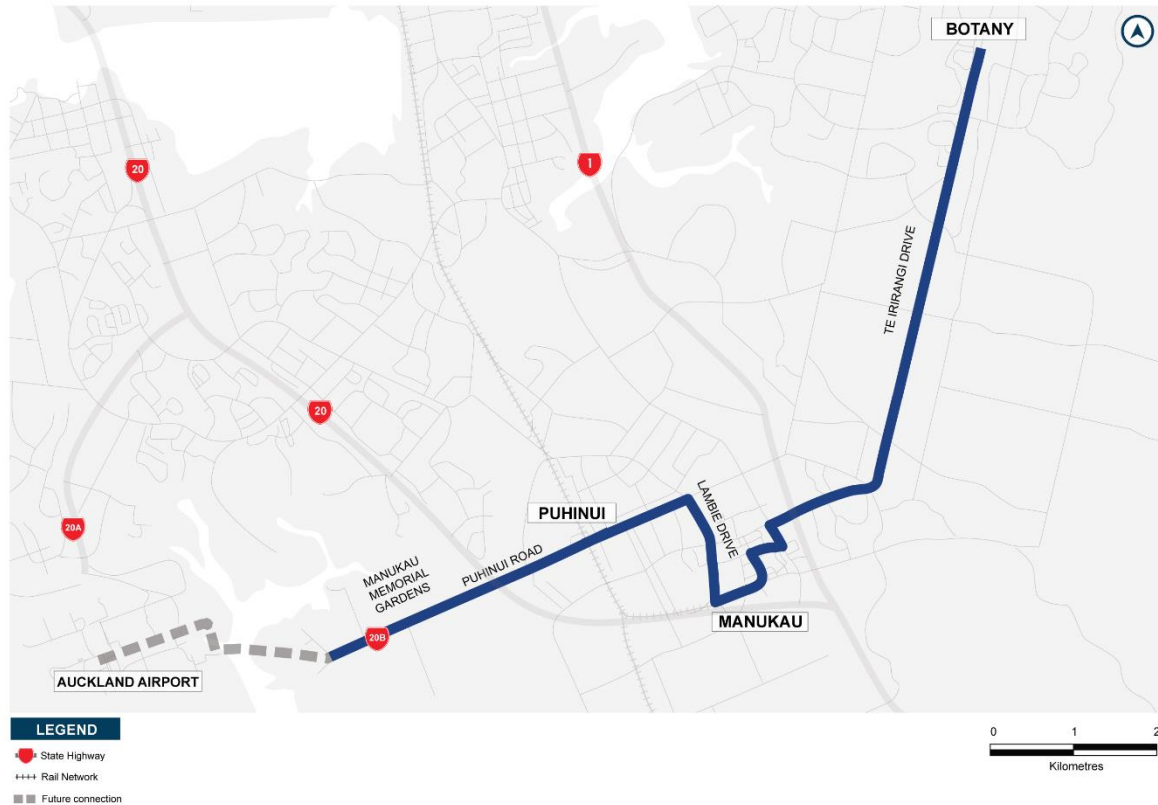 BOTANY
20
1
TE IRIRANGI DRIVE
20
LAMBIE DRIVE
PUHINUI
20A
MANUKAU
MEMORIAL
GARDENS
PUHINUI ROAD
MANUKAU
20B
AUCKLAND AIRPORT
LEGEND
State Highway
Rail Network
Future connection
0 1 2
Kilometres